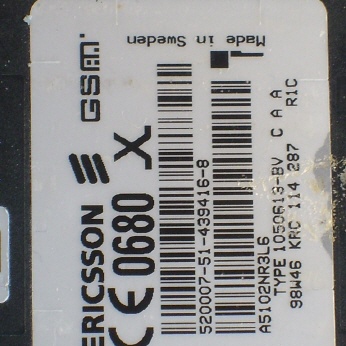 ERICSSON
GSM
CE 0680 X
520007-51-439416-8
A5102NR3L6
TYPE 1050613-BV C A A
98W46 KRC 114 287 R1C
Made in Sweden